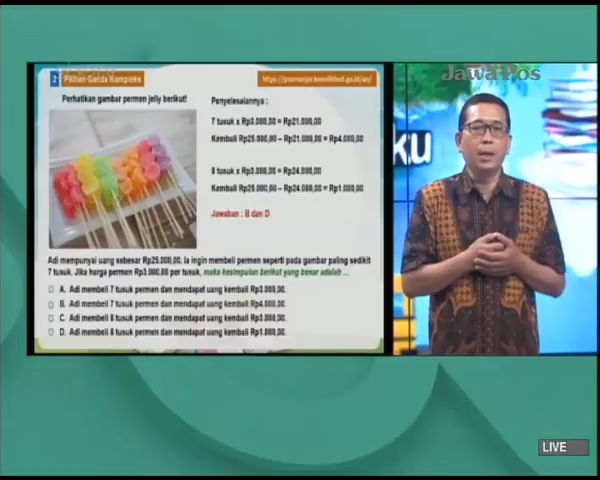 2
Pilihan Ganda Kompleks
https://pusmenjar.kemdikbud.go.id/an/
JawaPos
Perhatikan gambar permen jelly berikut!
Penyelesaiannya :
7 tusuk x Rp3.000,00 = Rp21.000,00
Kembali Rp25.000,00 – Rp21.000,00 = Rp4.000,00
8 tusuk x Rp3.000,00 = Rp24.000,00
Kembali Rp25.000,00 – Rp24.000,00 = Rp1.000,00
Jawaban : B dan D
ku
Adi mempunyai uang sebesar Rp25.000,00. Ia ingin membeli permen seperti pada gambar paling sedikit
7 tusuk. Jika harga permen Rp3.000,00 per tusuk, maka kesimpulan berikut yang benar adalah ...
A. Adi membeli 7 tusuk permen dan mendapat uang kembali Rp3.000,00.
B. Adi membeli 7 tusuk permen dan mendapat uang kembali Rp4.000,00.
C. Adi membeli 8 tusuk permen dan mendapat uang kembali Rp2.000,00.
D. Adi membeli 8 tusuk permen dan mendapat uang kembali Rp1.000,00.
LIVE